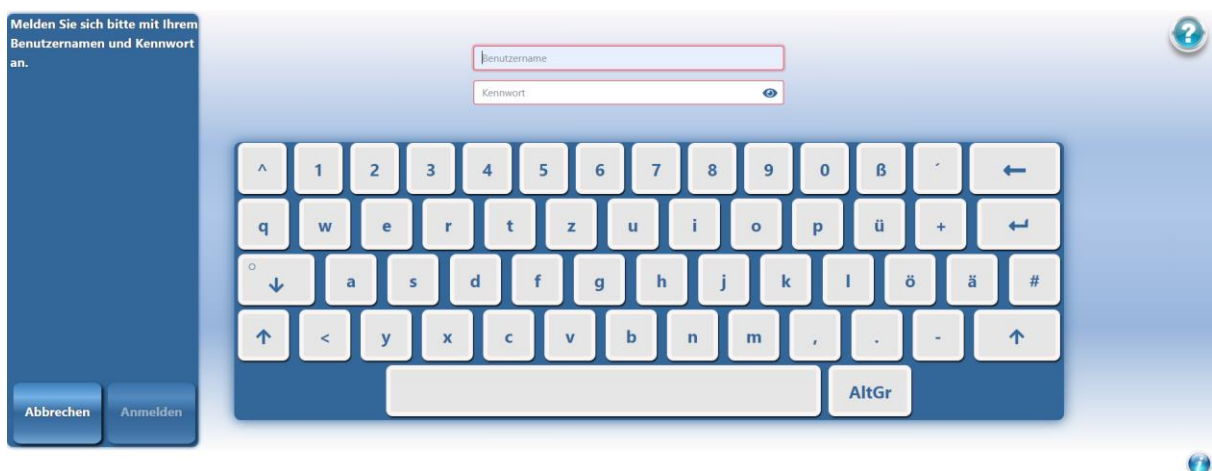 Melden Sie sich bitte mit Ihrem
Benutzernamen und Kennwort
an.
?
Benutzername
Kennwort
^ 1 2 3 4 5 6 7 8 9 0 ß ´ ←
q w e r t z u i o p ü + ↵
↓ a s d f g h j k l ö ä #
↑ < y x c v b n m , . - ↑
AltGr
Abbrechen Anmelden
i